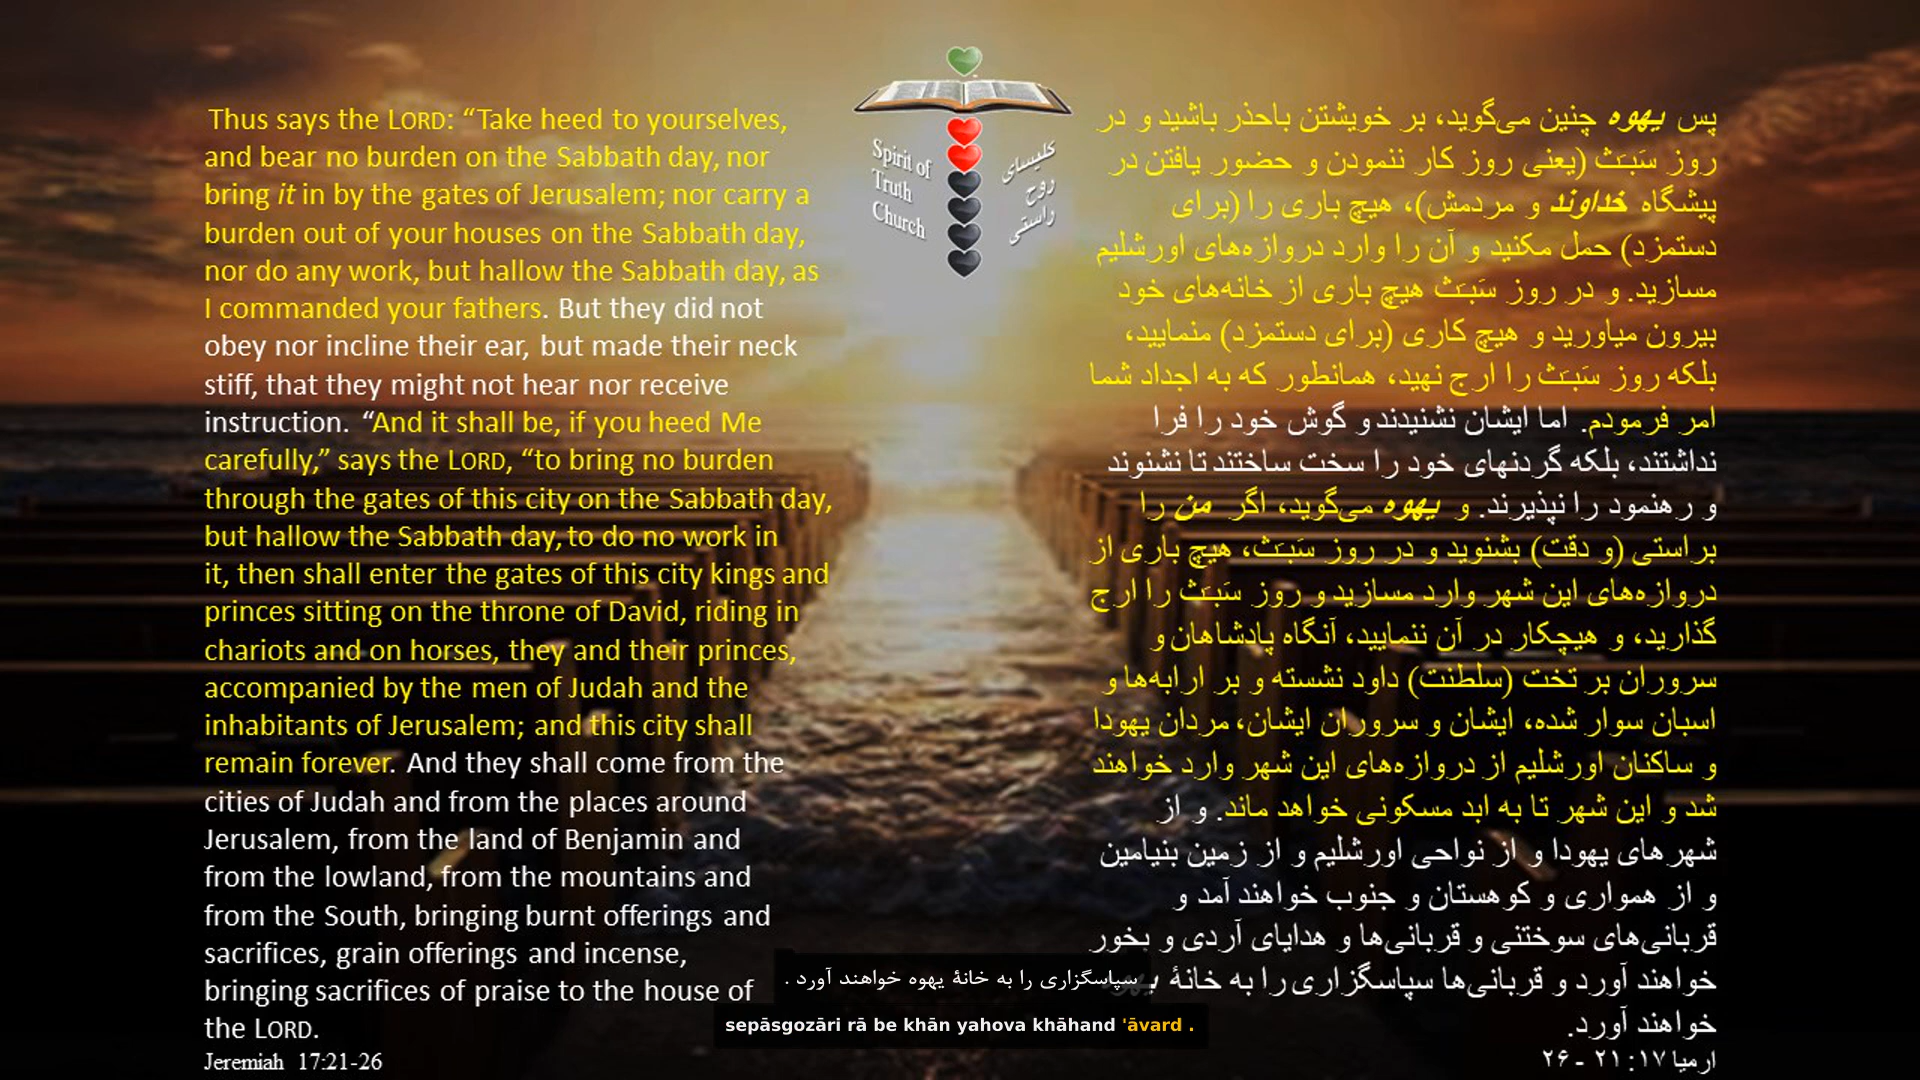 Thus says the LORD: “Take heed to yourselves,
and bear no burden on the Sabbath day, nor
bring it in by the gates of Jerusalem; nor carry a
burden out of your houses on the Sabbath day,
nor do any work, but hallow the Sabbath day, as
I commanded your fathers. But they did not
obey nor incline their ear, but made their neck
stiff, that they might not hear nor receive
instruction. “And it shall be, if you heed Me
carefully,” says the LORD, “to bring no burden
through the gates of this city on the Sabbath day,
but hallow the Sabbath day, to do no work in
it, then shall enter the gates of this city kings and
princes sitting on the throne of David, riding in
chariots and on horses, they and their princes,
accompanied by the men of Judah and the
inhabitants of Jerusalem; and this city shall
remain forever. And they shall come from the
cities of Judah and from the places around
Jerusalem, from the land of Benjamin and
from the lowland, from the mountains and
from the South, bringing burnt offerings and
sacrifices, grain offerings and incense,
bringing sacrifices of praise to the house of
the LORD.
Jeremiah 17:21-26
Spirit of
Truth
Church
کلیسای
روح
راستی
پس یهوه چنین می‌گوید، بر خویشتن باحذر باشید و در
روز سَبَتْ (یعنی روز کار ننمودن و حضور یافتن در
پیشگاه خداوند و مردمش)، هیچ باری را (برای
دستمزد) حمل مکنید و آن را وارد دروازه‌های اورشلیم
مسازید. و در روز سَبَتْ هیچ باری از خانه‌های خود
بیرون میاورید و هیچ کاری (برای دستمزد) منمایید،
بلکه روز سَبَتْ را ارج نهید، همانطور که به اجداد شما
امر فرمودم. اما ایشان نشنیدند و گوش خود را فرا
نداشتند، بلکه گردنهای خود را سخت ساختند تا نشنوند
و رهنمود را نپذیرند. و یهوه می‌گوید، اگر من را
براستی (و دقت) بشنوید و در روز سَبَتْ، هیچ باری از
دروازه‌های این شهر وارد مسازید و روز سَبَتْ را ارج
گذارید، و هیچکار در آن ننمایید، آنگاه پادشاهان و
سروران بر تخت (سلطنت) داود نشسته و بر ارابه‌ها و
اسبان سوار شده، ایشان و سروران ایشان، مردان یهودا
و ساکنان اورشلیم از دروازه‌های این شهر وارد خواهند
شد و این شهر تا به ابد مسکونی خواهد ماند. و از
شهرهای یهودا و از نواحی اورشلیم و از زمین بنیامین
و از همواری و کوهستان و جنوب خواهند آمد و
قربانی‌های سوختنی و قربانی‌ها و هدایای آردی و بخور
خواهند آورد و قربانی‌ها سپاسگزاری را به خانهٔ یهوه
خواهند آورد.
ارمیا ۱۷: ۲۱ - ۲۶
سپاسگزاری را به خانهٔ یهوه خواهند آورد .
sepāsgozāri rā be khān yahova khāhand 'āvard .